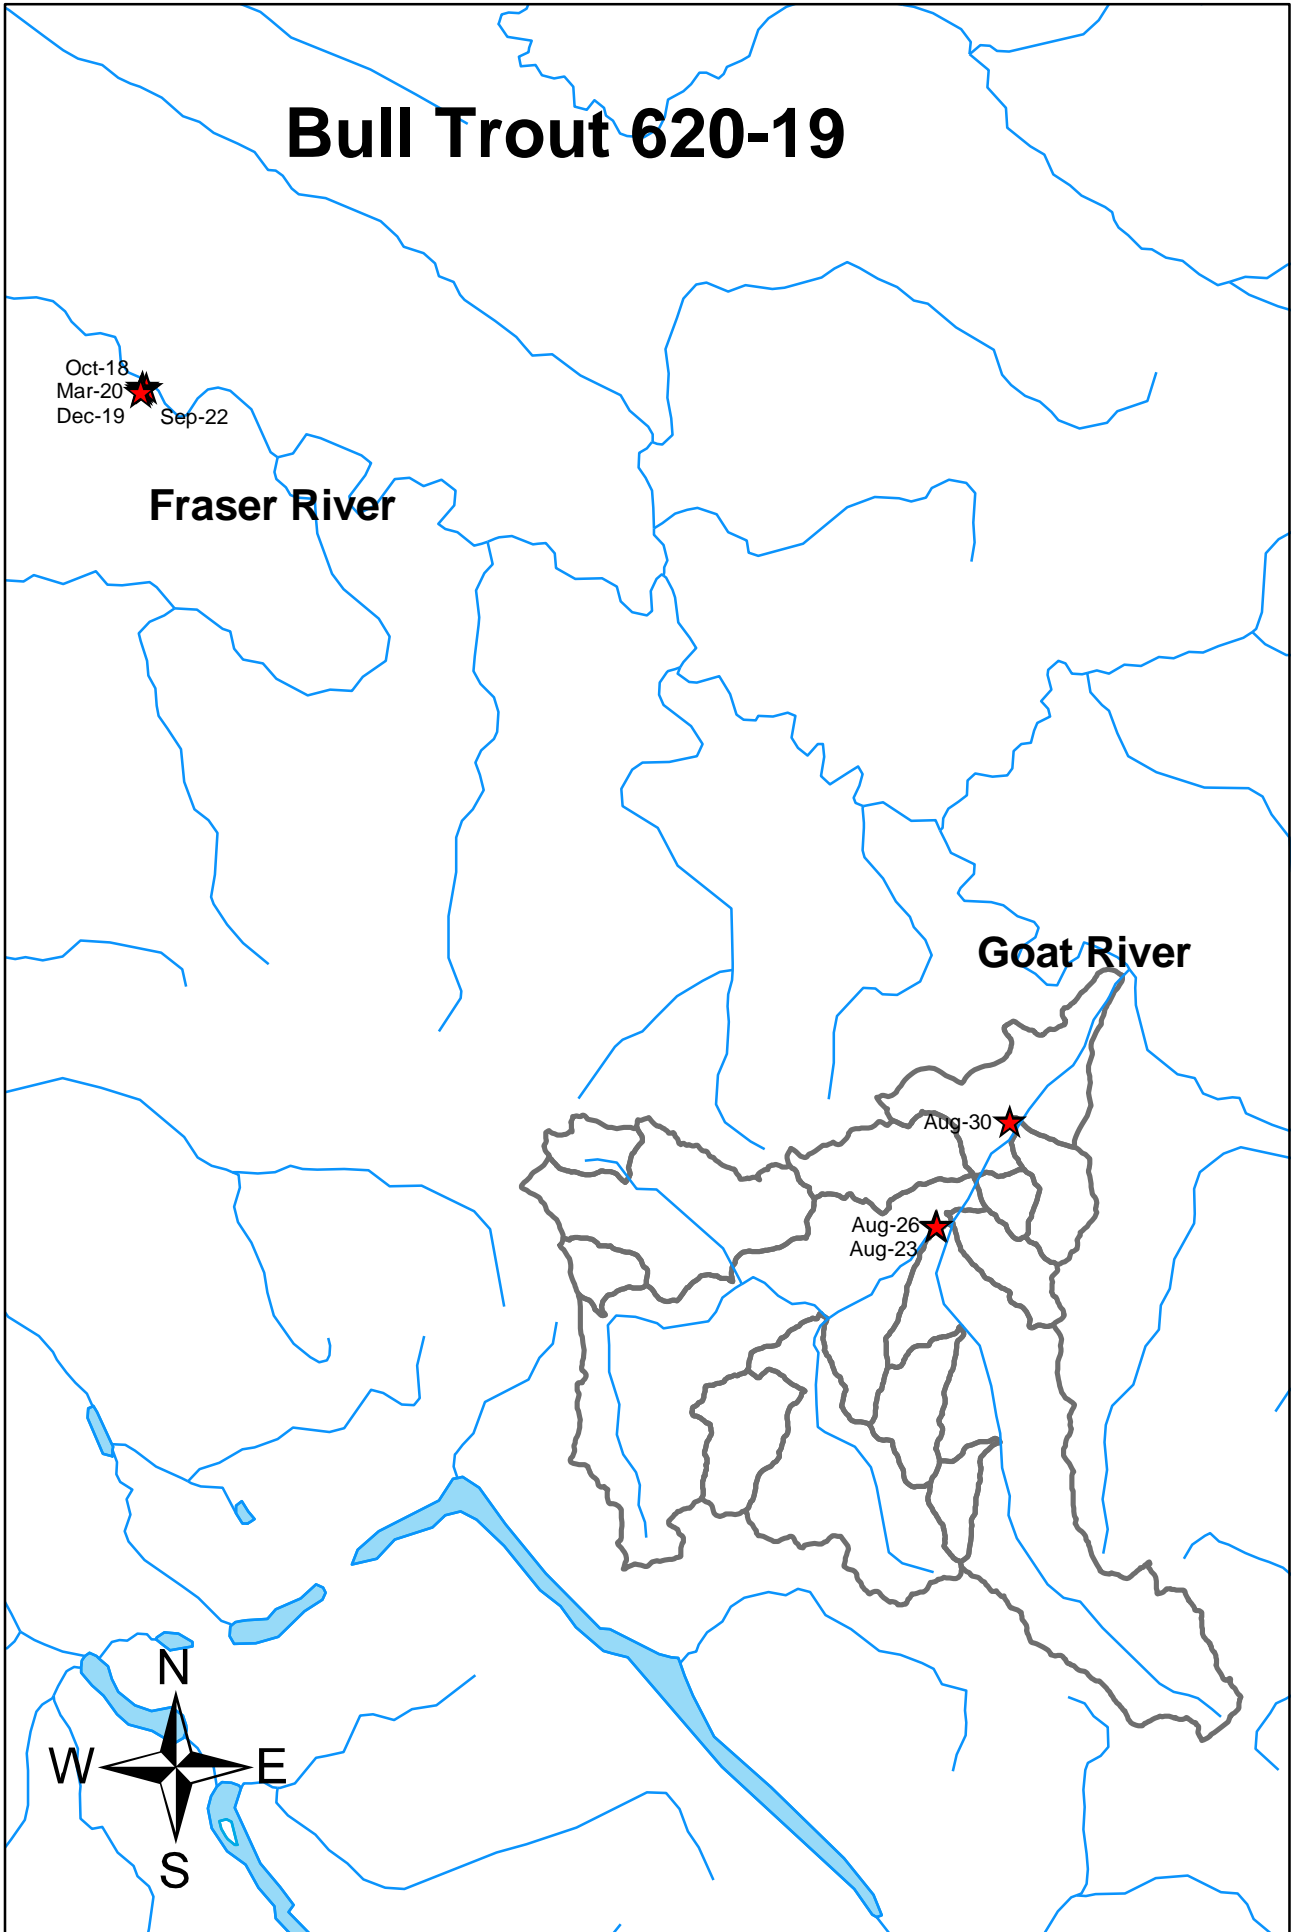 Bull Trout 620-19
Oct-18
Mar-20
Dec-19
Sep-22
Fraser River
Goat River
Aug-30
Aug-26
Aug-23
N
W
E
S